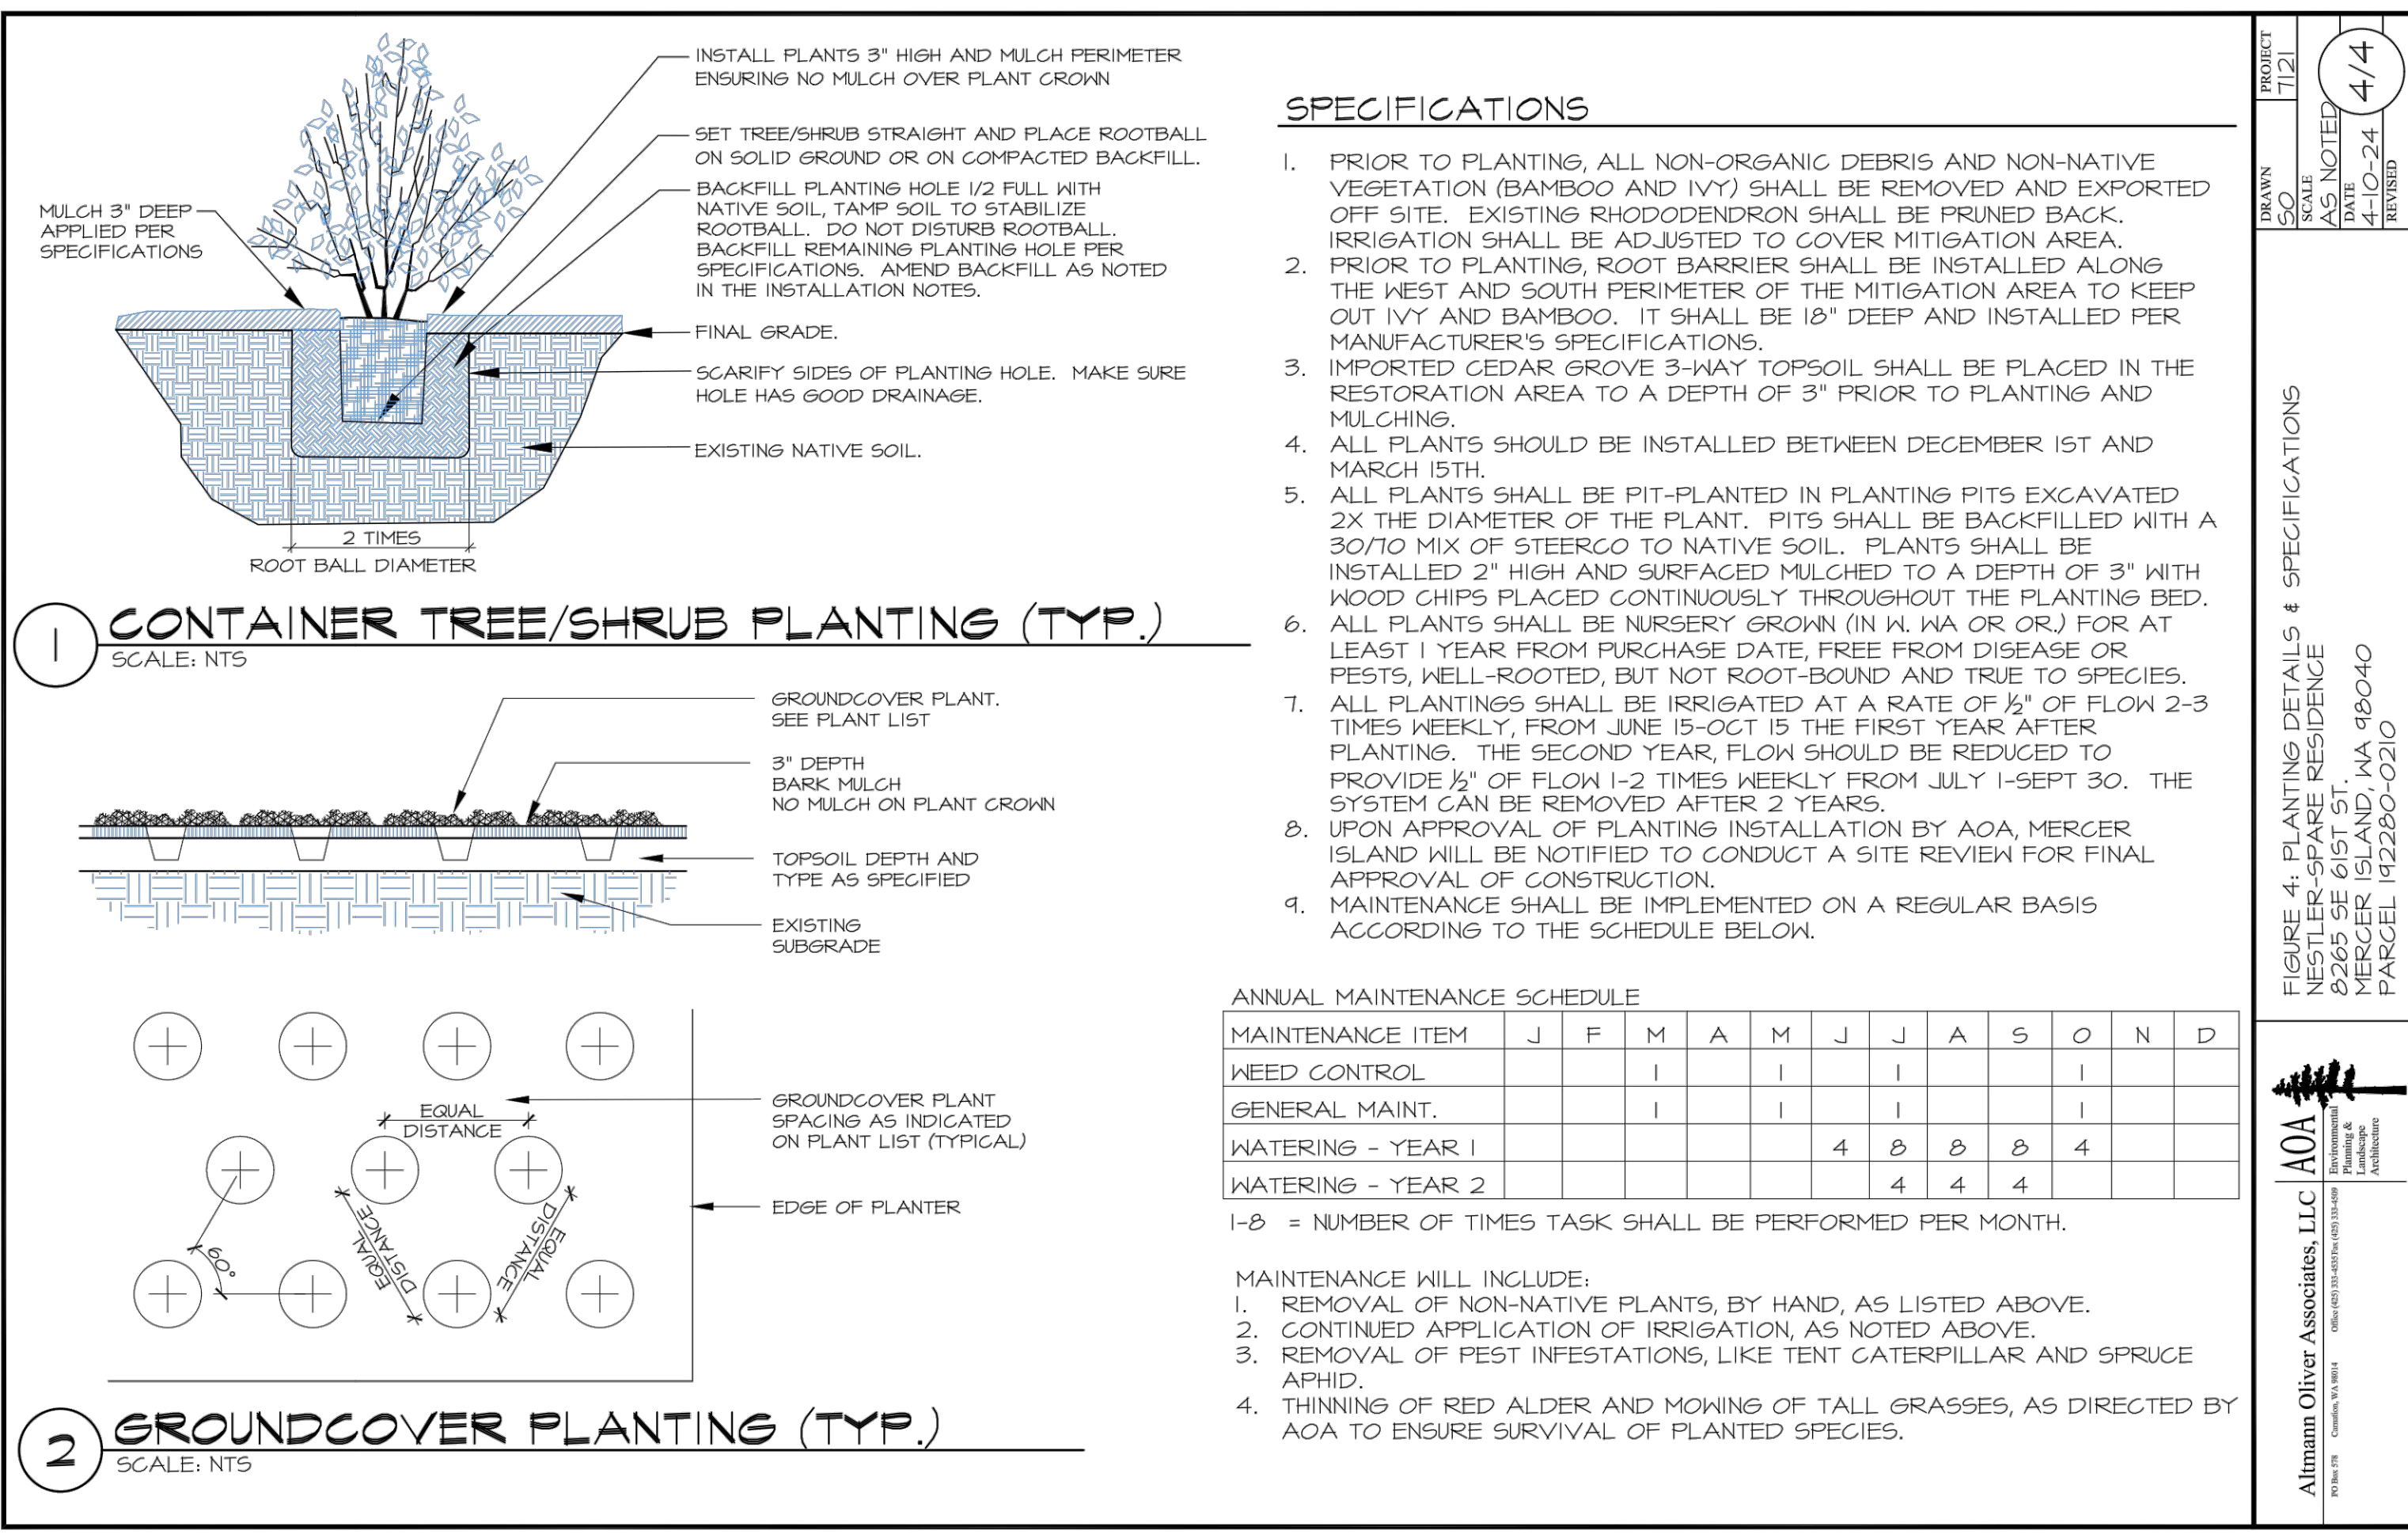 INSTALL PLANTS 3" HIGH AND MULCH PERIMETER
ENSURING NO MULCH OVER PLANT CROWN
SET TREE/SHRUB STRAIGHT AND PLACE ROOTBALL
ON SOLID GROUND OR ON COMPACTED BACKFILL.
BACKFILL PLANTING HOLE 1/2 FULL WITH
NATIVE SOIL, TAMP SOIL TO STABILIZE
ROOTBALL. DO NOT DISTURB ROOTBALL.
BACKFILL REMAINING PLANTING HOLE PER
SPECIFICATIONS. AMEND BACKFILL AS NOTED
IN THE INSTALLATION NOTES.
MULCH 3" DEEP
APPLIED PER
SPECIFICATIONS
FINAL GRADE.
SCARIFY SIDES OF PLANTING HOLE. MAKE SURE
HOLE HAS GOOD DRAINAGE.
EXISTING NATIVE SOIL.
2 TIMES
ROOT BALL DIAMETER
1
CONTAINER TREE/SHRUB PLANTING (TYP.)
SCALE: NTS
GROUNDCOVER PLANT.
SEE PLANT LIST
3" DEPTH
BARK MULCH
NO MULCH ON PLANT CROWN
TOPSOIL DEPTH AND
TYPE AS SPECIFIED
EXISTING
SUBGRADE
GROUNDCOVER PLANT
SPACING AS INDICATED
ON PLANT LIST (TYPICAL)
EQUAL
DISTANCE
EDGE OF PLANTER
EQUAL
DISTANCE
EQUAL
DISTANCE
60°
2
GROUNDCOVER PLANTING (TYP.)
SCALE: NTS
SPECIFICATIONS
1. PRIOR TO PLANTING, ALL NON-ORGANIC DEBRIS AND NON-NATIVE
VEGETATION (BAMBOO AND IVY) SHALL BE REMOVED AND EXPORTED
OFF SITE. EXISTING RHODODENDRON SHALL BE PRUNED BACK.
IRRIGATION SHALL BE ADJUSTED TO COVER MITIGATION AREA.
2. PRIOR TO PLANTING, ROOT BARRIER SHALL BE INSTALLED ALONG
THE WEST AND SOUTH PERIMETER OF THE MITIGATION AREA TO KEEP
OUT IVY AND BAMBOO. IT SHALL BE 18" DEEP AND INSTALLED PER
MANUFACTURER'S SPECIFICATIONS.
3. IMPORTED CEDAR GROVE 3-WAY TOPSOIL SHALL BE PLACED IN THE
RESTORATION AREA TO A DEPTH OF 3" PRIOR TO PLANTING AND
MULCHING.
4. ALL PLANTS SHOULD BE INSTALLED BETWEEN DECEMBER 1ST AND
MARCH 15TH.
5. ALL PLANTS SHALL BE PIT-PLANTED IN PLANTING PITS EXCAVATED
2X THE DIAMETER OF THE PLANT. PITS SHALL BE BACKFILLED WITH A
30/70 MIX OF STEERCO TO NATIVE SOIL. PLANTS SHALL BE
INSTALLED 2" HIGH AND SURFACED MULCHED TO A DEPTH OF 3" WITH
WOOD CHIPS PLACED CONTINUOUSLY THROUGHOUT THE PLANTING BED.
6. ALL PLANTS SHALL BE NURSERY GROWN (IN W. WA OR OR.) FOR AT
LEAST 1 YEAR FROM PURCHASE DATE, FREE FROM DISEASE OR
PESTS, WELL-ROOTED, BUT NOT ROOT-BOUND AND TRUE TO SPECIES.
7. ALL PLANTINGS SHALL BE IRRIGATED AT A RATE OF ½" OF FLOW 2-3
TIMES WEEKLY, FROM JUNE 15-OCT 15 THE FIRST YEAR AFTER
PLANTING. THE SECOND YEAR, FLOW SHOULD BE REDUCED TO
PROVIDE ½" OF FLOW 1-2 TIMES WEEKLY FROM JULY 1-SEPT 30. THE
SYSTEM CAN BE REMOVED AFTER 2 YEARS.
8. UPON APPROVAL OF PLANTING INSTALLATION BY AOA, MERCER
ISLAND WILL BE NOTIFIED TO CONDUCT A SITE REVIEW FOR FINAL
APPROVAL OF CONSTRUCTION.
9. MAINTENANCE SHALL BE IMPLEMENTED ON A REGULAR BASIS
ACCORDING TO THE SCHEDULE BELOW.
ANNUAL MAINTENANCE SCHEDULE
MAINTENANCE ITEM J F M A M J J A S O N D
WEED CONTROL 1 1 1 1
GENERAL MAINT. 1 1 1 1
WATERING - YEAR 1 4 8 8 8 4
WATERING - YEAR 2 4 4 4
1-8 = NUMBER OF TIMES TASK SHALL BE PERFORMED PER MONTH.
MAINTENANCE WILL INCLUDE:
1. REMOVAL OF NON-NATIVE PLANTS, BY HAND, AS LISTED ABOVE.
2. CONTINUED APPLICATION OF IRRIGATION, AS NOTED ABOVE.
3. REMOVAL OF PEST INFESTATIONS, LIKE TENT CATERPILLAR AND SPRUCE
APHID.
4. THINNING OF RED ALDER AND MOWING OF TALL GRASSES, AS DIRECTED BY
AOA TO ENSURE SURVIVAL OF PLANTED SPECIES.
PROJECT
7121
DRAWN
SO
SCALE
AS NOTED
DATE
4-10-24
REVISED
4/4
FIGURE 4: PLANTING DETAILS & SPECIFICATIONS
NESTLER-SPARE RESIDENCE
8265 SE 61ST ST.
MERCER ISLAND, WA 98040
PARCEL 192280-0210
AOA
Environmental
Planning &
Landscape
Architecture
Altmann Oliver Associates, LLC
PO Box 578 Carnation, WA 98014 Office (425) 333-4535 Fax (425) 333-4509